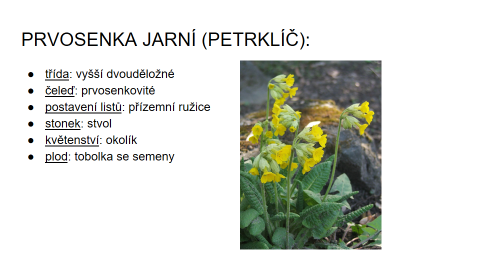 PRVOSENKA JARNÍ (PETRKLÍČ):
● třída: vyšší dvouděložné
● čeleď: prvosenkovité
● postavení listů: přízemní ružice
● stonek: stvol
● květenství: okolík
● plod: tobolka se semeny